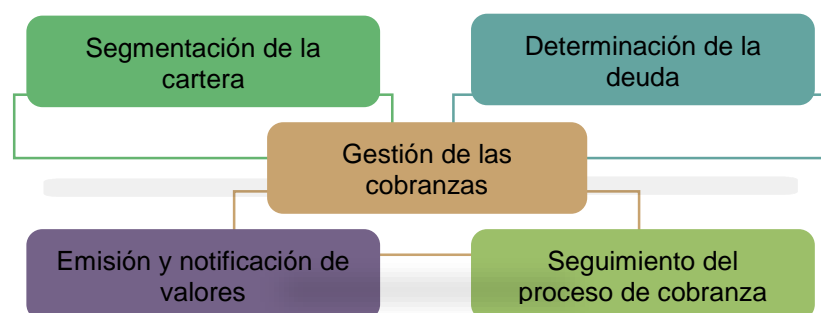 Segmentación de la
cartera
Determinación de la
deuda
Gestión de las
cobranzas
Emisión y notificación de
valores
Seguimiento del
proceso de cobranza